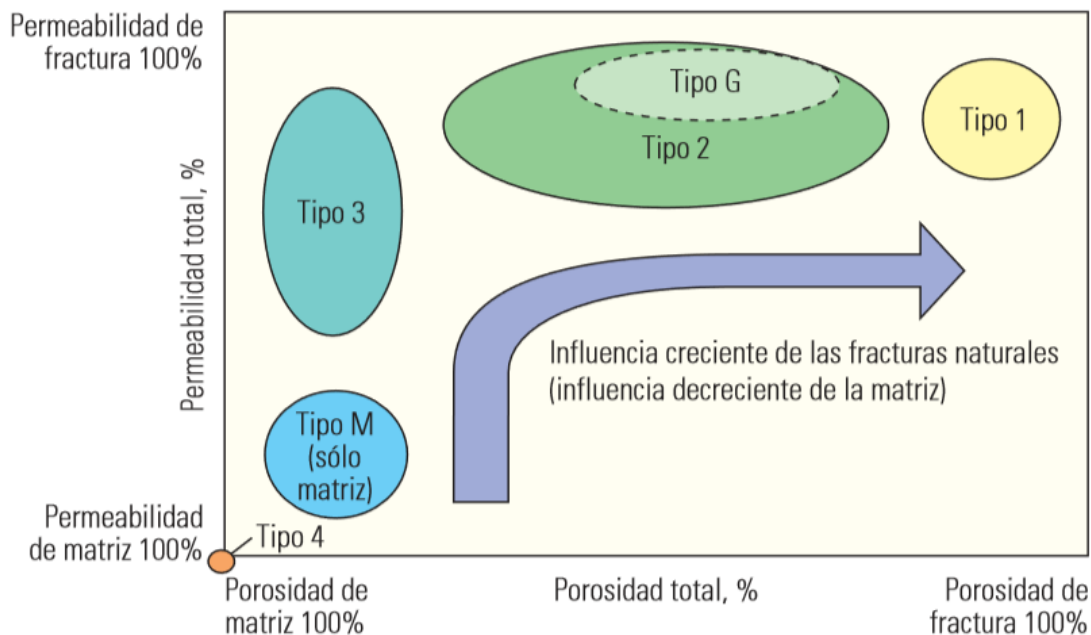 Permeabilidad de
fractura 100%
Tipo G
Tipo 2
Tipo 1
Tipo 3
Permeabilidad total, %
Influencia creciente de las fracturas naturales
(influencia decreciente de la matriz)
Tipo M
(sólo
matriz)
Permeabilidad
de matriz 100%
Tipo 4
Porosidad de
matriz 100%
Porosidad total, %
Porosidad de
fractura 100%